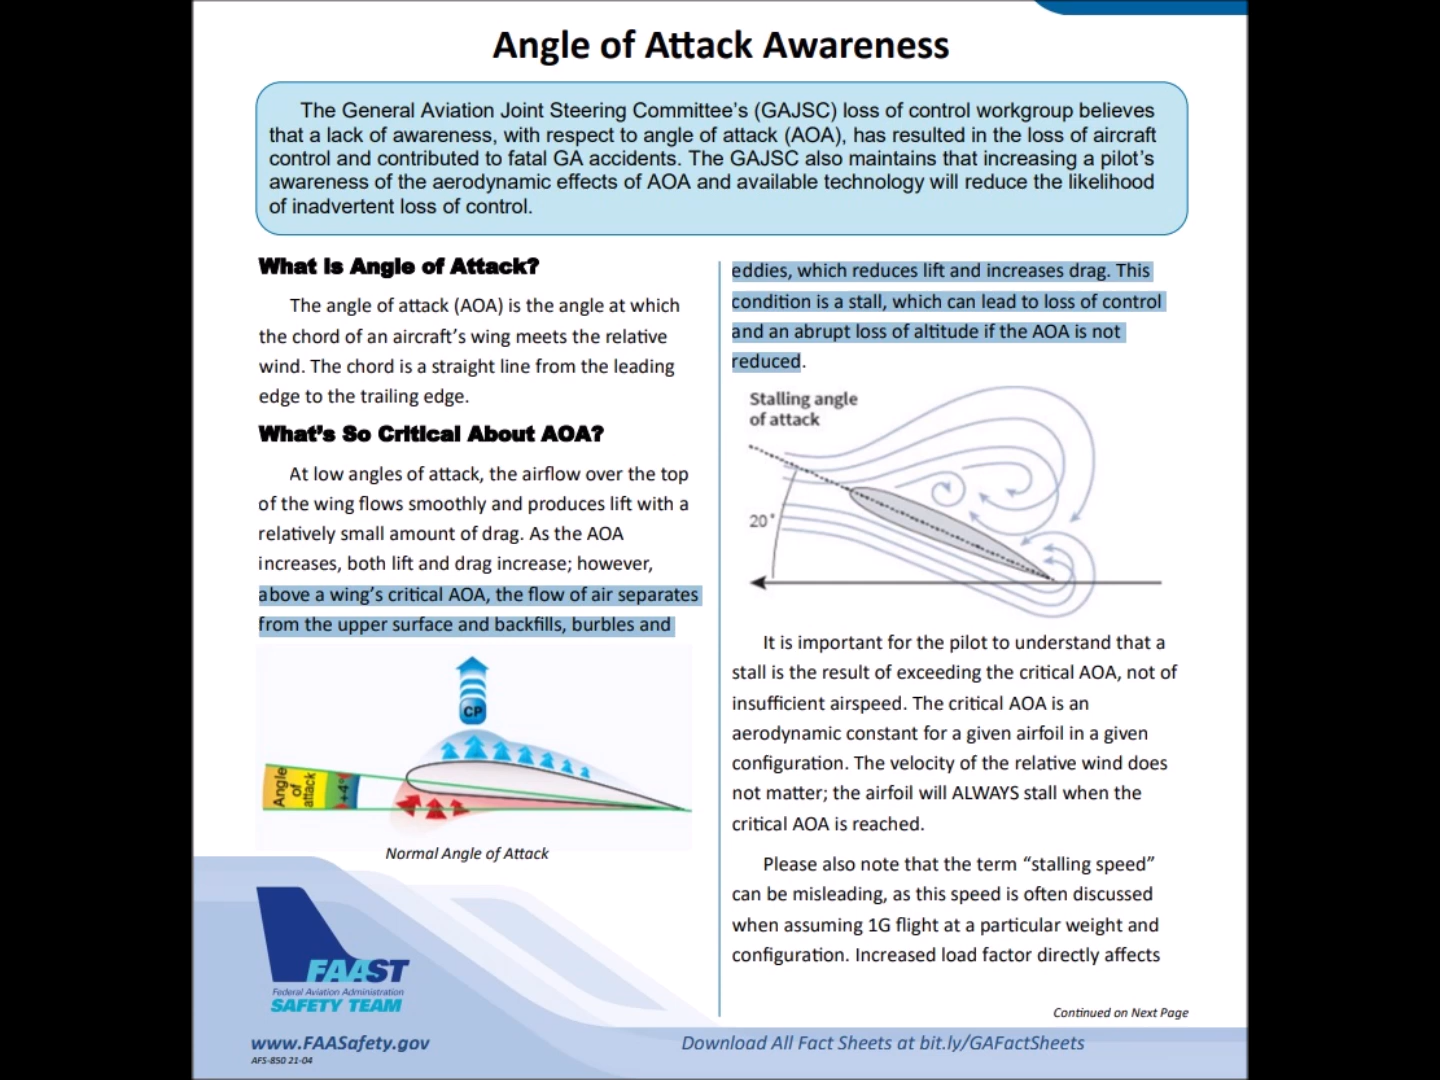 Angle of Attack Awareness
The General Aviation Joint Steering Committee's (GAJSC) loss of control workgroup believes
that a lack of awareness, with respect to angle of attack (AOA), has resulted in the loss of aircraft
control and contributed to fatal GA accidents. The GAJSC also maintains that increasing a pilot's
awareness of the aerodynamic effects of AOA and available technology will reduce the likelihood
of inadvertent loss of control.
What Is Angle of Attack?
The angle of attack (AOA) is the angle at which
the chord of an aircraft's wing meets the relative
wind. The chord is a straight line from the leading
edge to the trailing edge.
What's So Critical About AOA?
At low angles of attack, the airflow over the top
of the wing flows smoothly and produces lift with a
relatively small amount of drag. As the AOA
increases, both lift and drag increase; however,
above a wing's critical AOA, the flow of air separates
from the upper surface and backfills, burbles and
CP
Angle
of
attack
+4°
Normal Angle of Attack
eddies, which reduces lift and increases drag. This
condition is a stall, which can lead to loss of control
and an abrupt loss of altitude if the AOA is not
reduced.
Stalling angle
of attack
20°
It is important for the pilot to understand that a
stall is the result of exceeding the critical AOA, not of
insufficient airspeed. The critical AOA is an
aerodynamic constant for a given airfoil in a given
configuration. The velocity of the relative wind does
not matter; the airfoil will ALWAYS stall when the
critical AOA is reached.
Please also note that the term “stalling speed”
can be misleading, as this speed is often discussed
when assuming 1G flight at a particular weight and
configuration. Increased load factor directly affects
Continued on Next Page
FAAST
Federal Aviation Administration
SAFETY TEAM
www.FAASafety.gov
AFS-850 21-04
Download All Fact Sheets at bit.ly/GAFactSheets